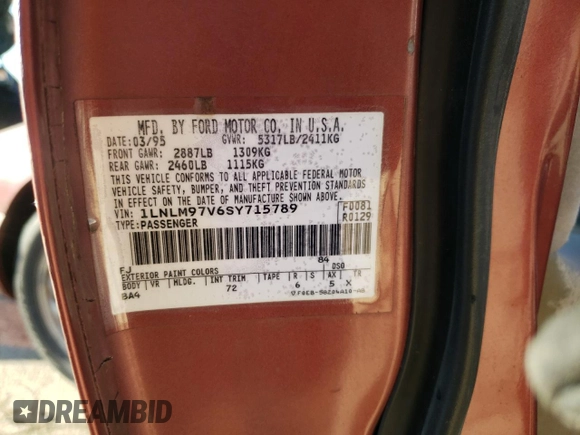 MFD. BY FORD MOTOR CO. IN U.S.A.
DATE: 03/95 GVWR: 5317LB/2411KG
FRONT GAWR: 2887LB 1309KG
REAR GAWR: 2460LB 1115KG
THIS VEHICLE CONFORMS TO ALL APPLICABLE FEDERAL MOTOR
VEHICLE SAFETY, BUMPER, AND THEFT PREVENTION STANDARDS
IN EFFECT ON THE DATE OF MANUFACTURE SHOWN ABOVE.
VIN: 1LNLM97V6SY715789 F0081
TYPE: PASSENGER R0129
FJ 84
EXTERIOR PAINT COLORS DSO
BODY VR MLDG. INT TRIM TAPE R S AX TR
BA4 72 6 5 X
DREAMBID